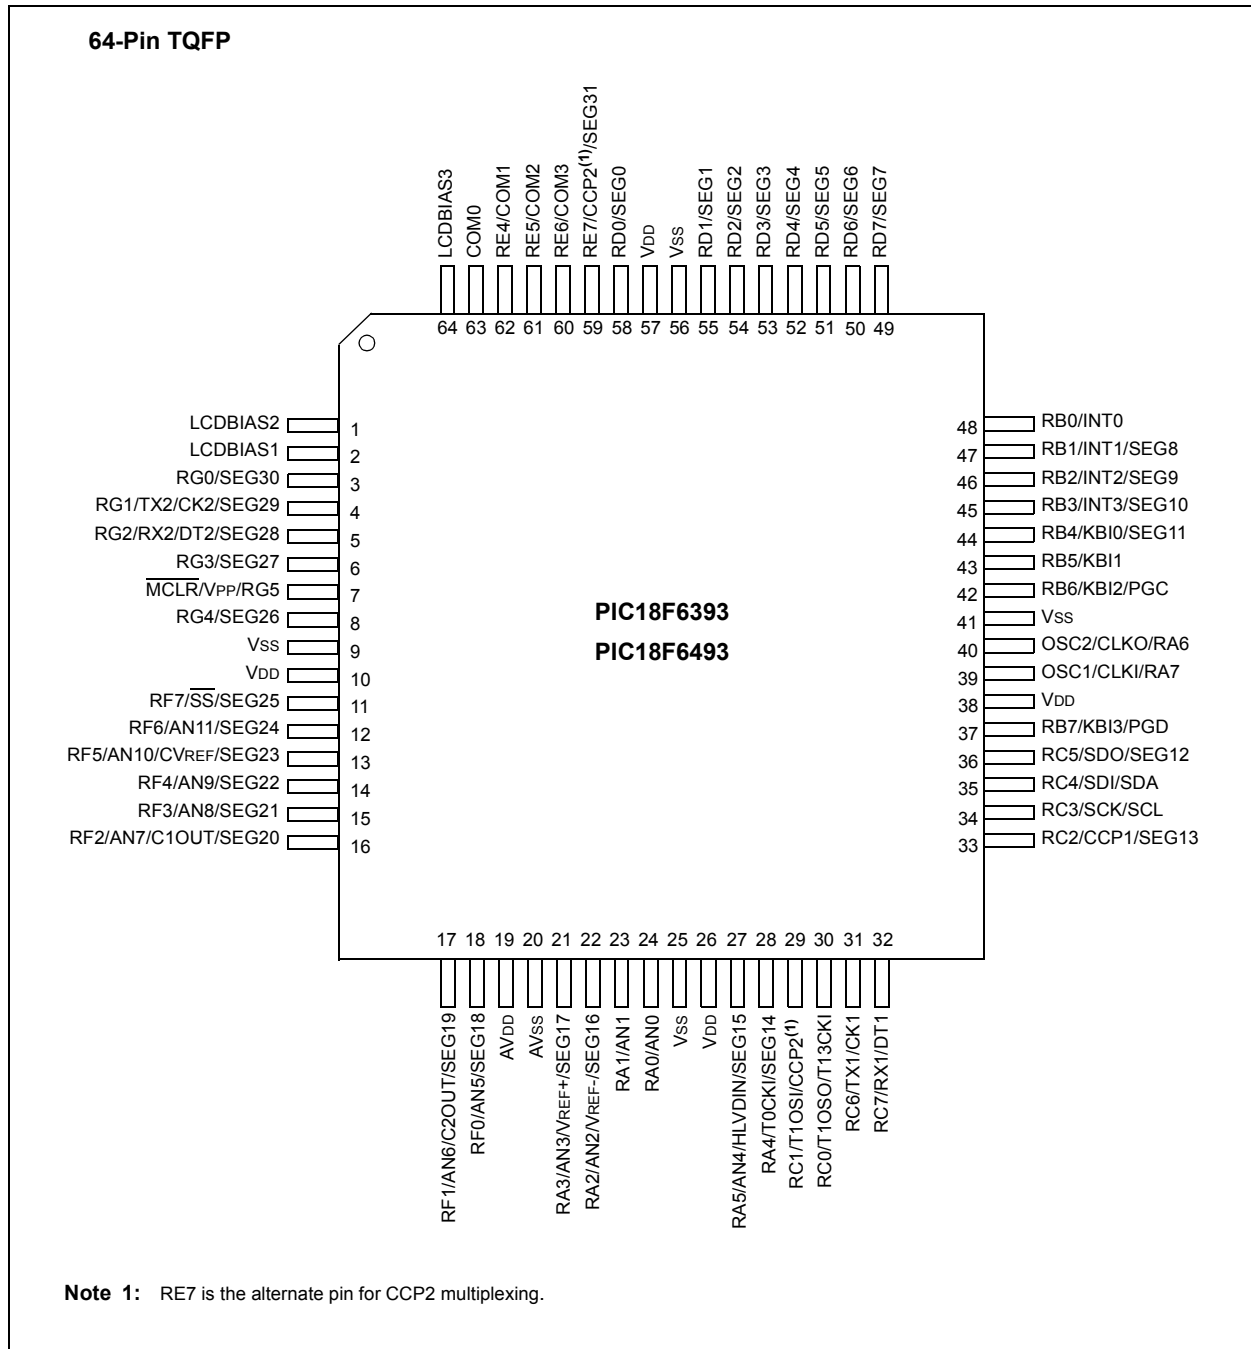 64-Pin TQFP
LCDBIAS3
COM0
RE4/COM1
RE5/COM2
RE6/COM3
RE7/CCP2(1)/SEG31
RD0/SEG0
VDD
VSS
RD1/SEG1
RD2/SEG2
RD3/SEG3
RD4/SEG4
RD5/SEG5
RD6/SEG6
RD7/SEG7
64 63 62 61 60 59 58 57 56 55 54 53 52 51 50 49
LCDBIAS2 1
LCDBIAS1 2
RG0/SEG30 3
RG1/TX2/CK2/SEG29 4
RG2/RX2/DT2/SEG28 5
RG3/SEG27 6
MCLR/VPP/RG5 7
RG4/SEG26 8
VSS 9
VDD 10
RF7/SS/SEG25 11
RF6/AN11/SEG24 12
RF5/AN10/CVREF/SEG23 13
RF4/AN9/SEG22 14
RF3/AN8/SEG21 15
RF2/AN7/C1OUT/SEG20 16
PIC18F6393
PIC18F6493
48 RB0/INT0
47 RB1/INT1/SEG8
46 RB2/INT2/SEG9
45 RB3/INT3/SEG10
44 RB4/KBI0/SEG11
43 RB5/KBI1
42 RB6/KBI2/PGC
41 VSS
40 OSC2/CLKO/RA6
39 OSC1/CLKI/RA7
38 VDD
37 RB7/KBI3/PGD
36 RC5/SDO/SEG12
35 RC4/SDI/SDA
34 RC3/SCK/SCL
33 RC2/CCP1/SEG13
17 18 19 20 21 22 23 24 25 26 27 28 29 30 31 32
RF1/AN6/C2OUT/SEG19
RF0/AN5/SEG18
AVDD
AVSS
RA3/AN3/VREF+/SEG17
RA2/AN2/VREF-/SEG16
RA1/AN1
RA0/AN0
VSS
VDD
RA5/AN4/HLVDIN/SEG15
RA4/T0CKI/SEG14
RC1/T1OSI/CCP2(1)
RC0/T1OSO/T13CKI
RC6/TX1/CK1
RC7/RX1/DT1
Note 1: RE7 is the alternate pin for CCP2 multiplexing.